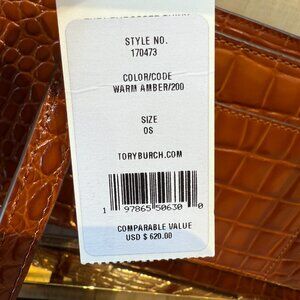 STYLE NO.
170473
COLOR/CODE
WARM AMBER/200
SIZE
OS
TORYBURCH.COM
1 97865 50630 0
COMPARABLE VALUE
USD $ 620.00